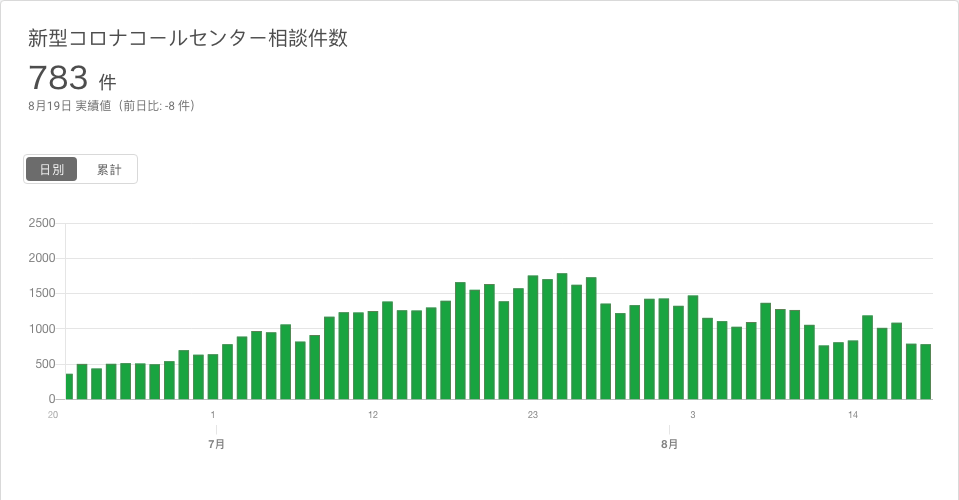 新型コロナコールセンター相談件数
783 件
8月19日 実績値（前日比: -8 件）
日別 累計
2500
2000
1500
1000
500
0
20 1 12 23 3 14
7月 8月